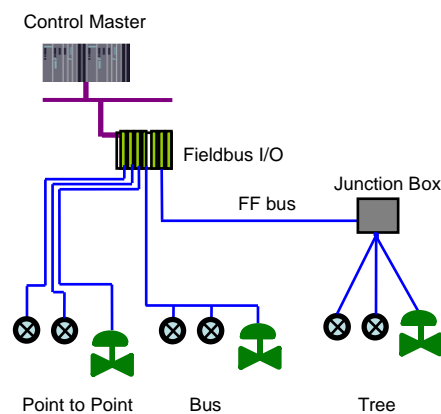 Control Master
Fieldbus I/O
Junction Box
FF bus
Point to Point
Bus
Tree